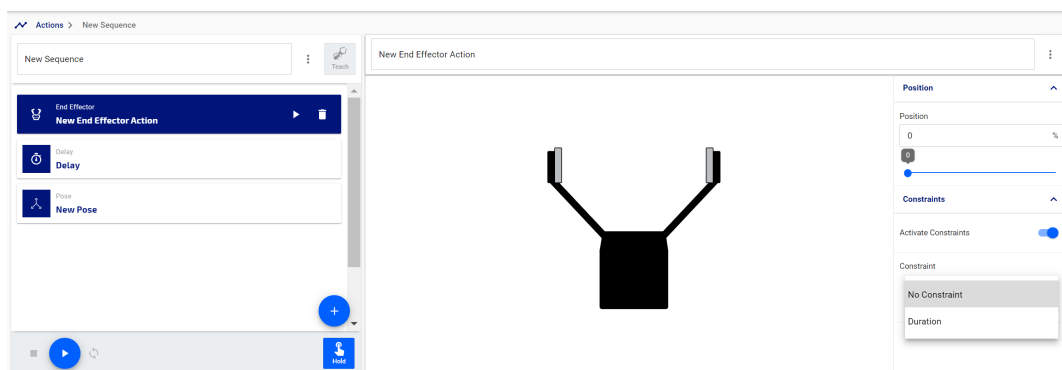 Actions > New Sequence
New Sequence
Teach
New End Effector Action
End Effector
New End Effector Action
Delay
Delay
Pose
New Pose
Hold
Position
Position
0 %
0
Constraints
Activate Constraints
Constraint
No Constraint
Duration